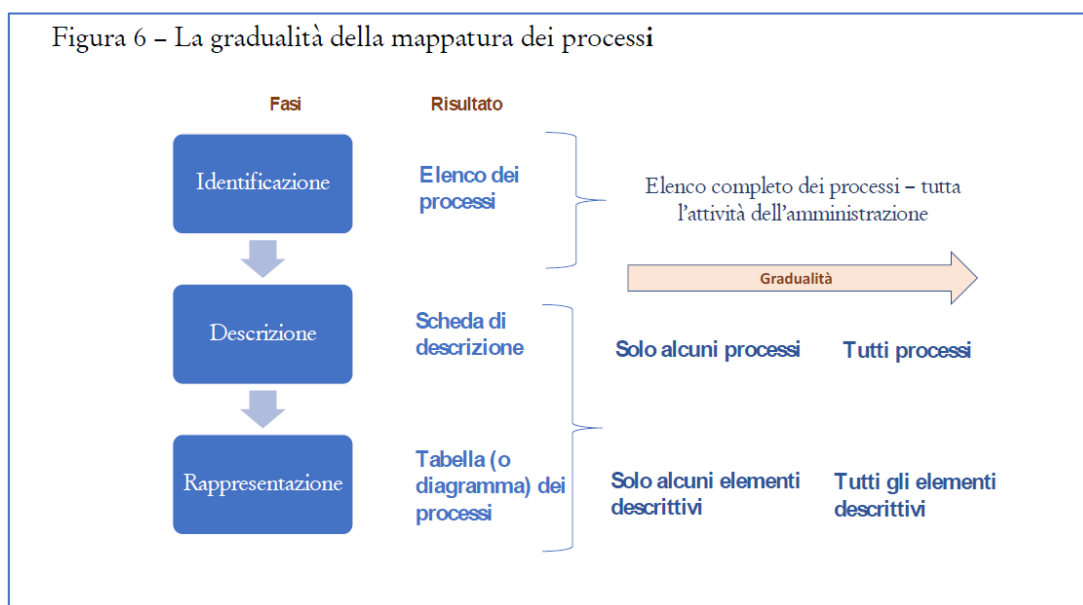 Figura 6 – La gradualità della mappatura dei processi
Fasi
Risultato
Identificazione
Elenco dei
processi
Elenco completo dei processi – tutta
l'attività dell'amministrazione
Gradualità
Descrizione
Scheda di
descrizione
Solo alcuni processi
Tutti processi
Rappresentazione
Tabella (o
diagramma) dei
processi
Solo alcuni elementi
descrittivi
Tutti gli elementi
descrittivi